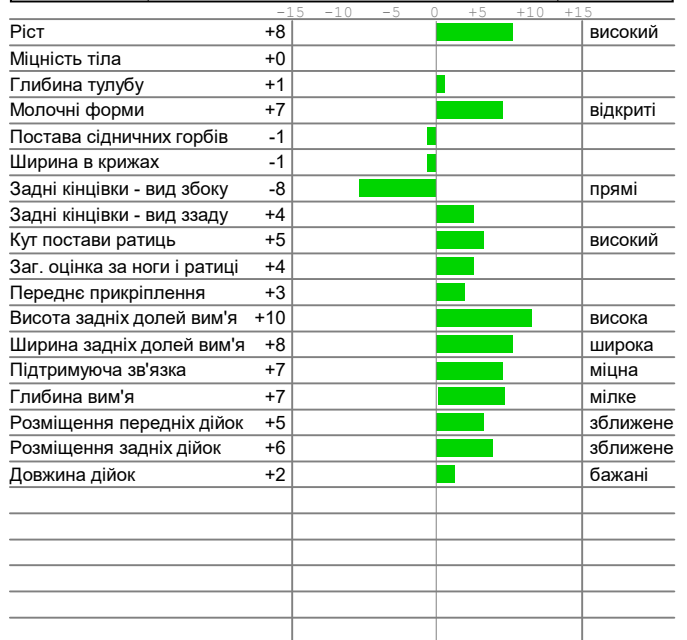 -15 -10 -5 0 +5 +10 +15
Ріст +8 високий
Міцність тіла +0
Глибина тулубу +1
Молочні форми +7 відкриті
Постава сідничних горбів -1
Ширина в крижах -1
Задні кінцівки - вид збоку -8 прямі
Задні кінцівки - вид ззаду +4
Кут постави ратиць +5 високий
Заг. оцінка за ноги і ратиці +4
Переднє прикріплення +3
Висота задніх долей вим'я +10 висока
Ширина задніх долей вим'я +8 широка
Підтримуюча зв'язка +7 міцна
Глибина вим'я +7 мілке
Розміщення передніх дійок +5 зближене
Розміщення задніх дійок +6 зближене
Довжина дійок +2 бажані